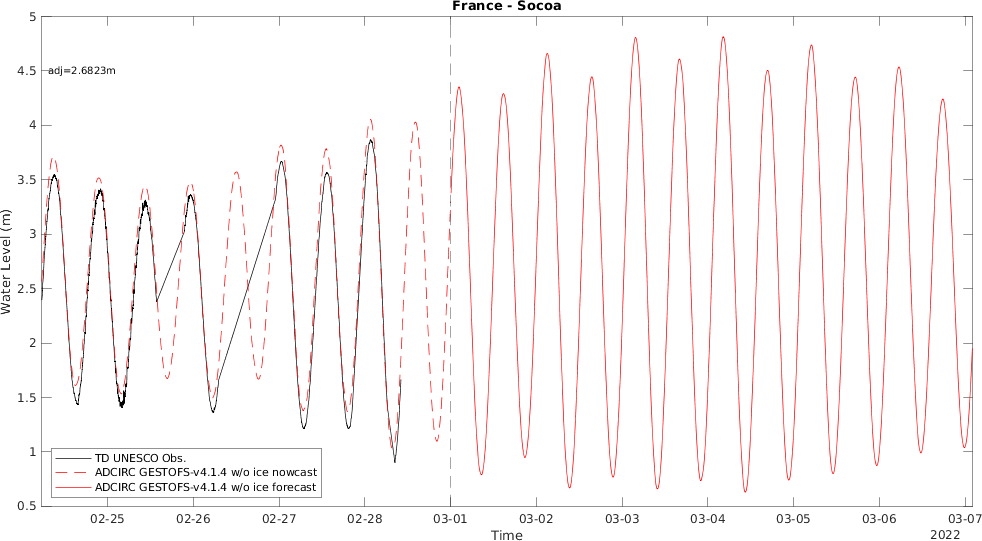 France - Socoa
adj=2.6823m
Water Level (m)
5
4.5
4
3.5
3
2.5
2
1.5
1
0.5
TD UNESCO Obs.
ADCIRC GESTOFS-v4.1.4 w/o ice nowcast
ADCIRC GESTOFS-v4.1.4 w/o ice forecast
02-25 02-26 02-27 02-28 03-01 03-02 03-03 03-04 03-05 03-06 03-07
Time
2022